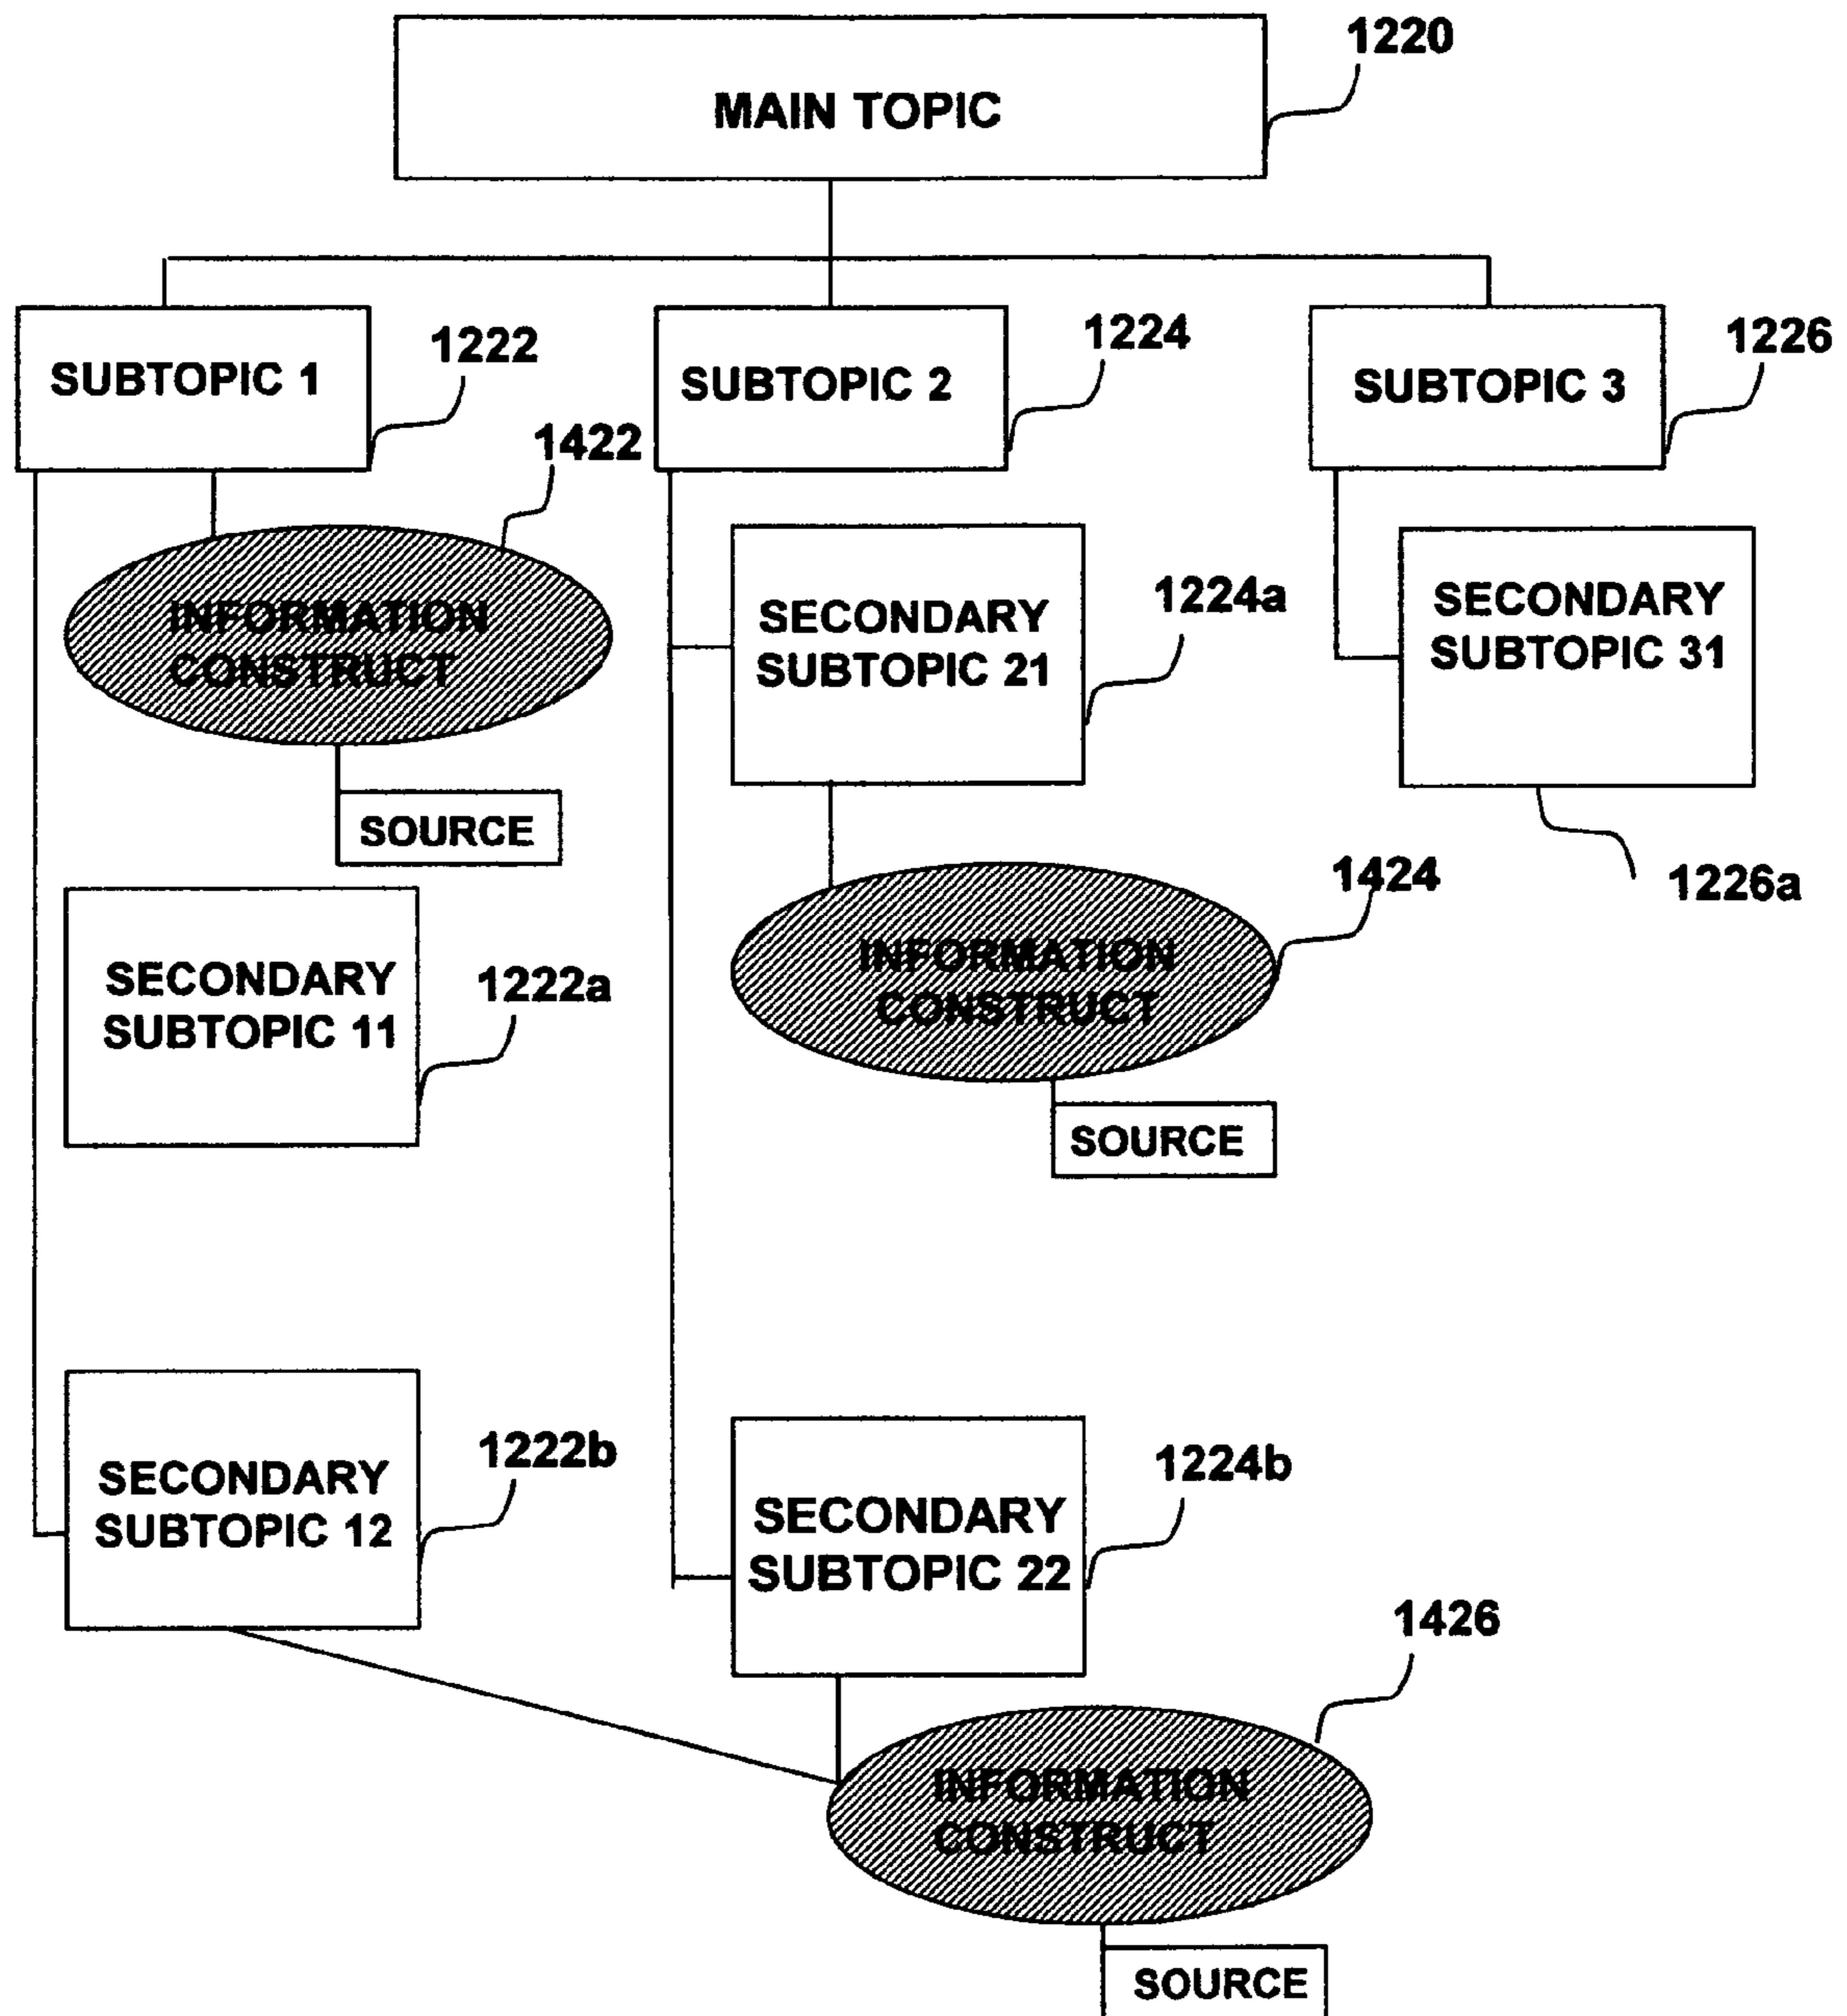 1220
MAIN TOPIC
SUBTOPIC 1
1222
SUBTOPIC 2
1224
SUBTOPIC 3
1226
1422
INFORMATION
CONSTRUCT
SOURCE
SECONDARY
SUBTOPIC 21
1224a
SECONDARY
SUBTOPIC 31
1226a
1424
INFORMATION
CONSTRUCT
SOURCE
SECONDARY
SUBTOPIC 11
1222a
SECONDARY
SUBTOPIC 12
1222b
SECONDARY
SUBTOPIC 22
1224b
1426
INFORMATION
CONSTRUCT
SOURCE